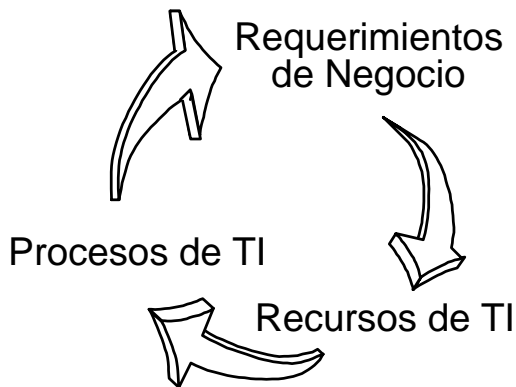 Requerimientos
de Negocio
Procesos de TI
Recursos de TI